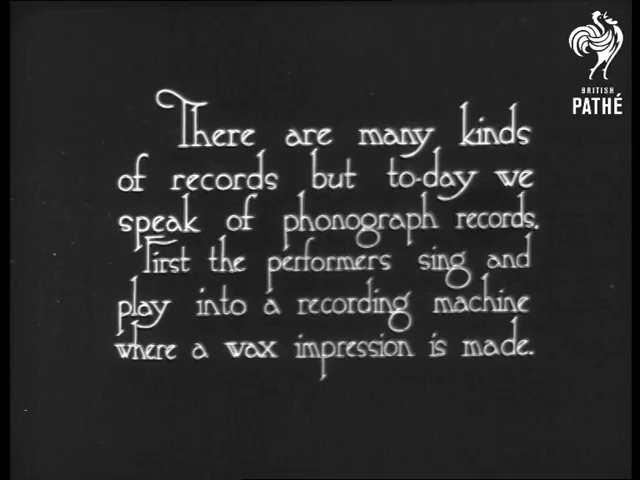 BRITISH
PATHÉ
There are many kinds
of records but to-day we
speak of phonograph records.
First the performers sing and
play into a recording machine
where a wax impression is made.